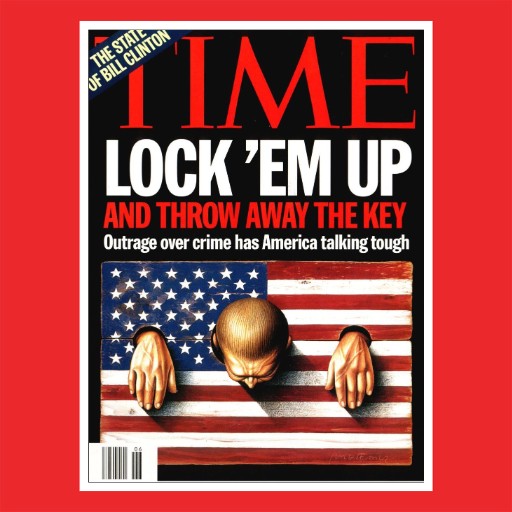 THE STATE
OF BILL CLINTON
TIME
LOCK ’EM UP
AND THROW AWAY THE KEY
Outrage over crime has America talking tough
06